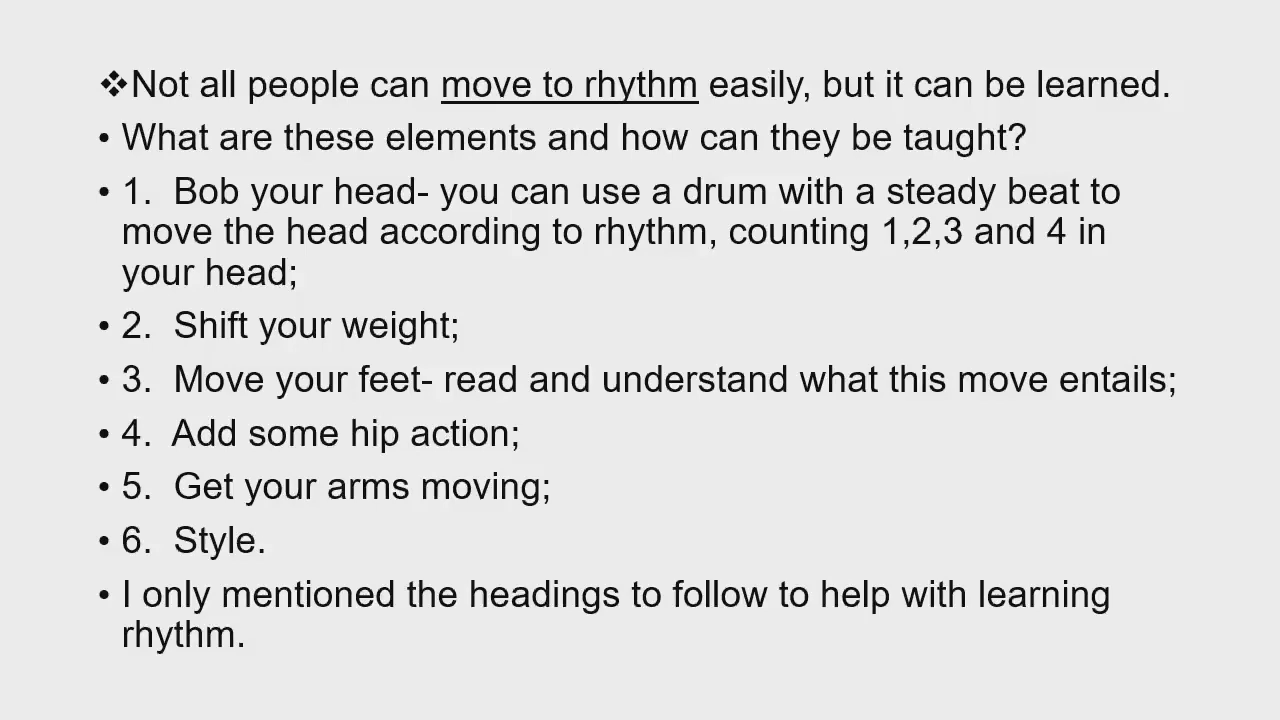 ❖Not all people can move to rhythm easily, but it can be learned.
• What are these elements and how can they be taught?
• 1.  Bob your head- you can use a drum with a steady beat to
move the head according to rhythm, counting 1,2,3 and 4 in
your head;
• 2.  Shift your weight;
• 3.  Move your feet- read and understand what this move entails;
• 4.  Add some hip action;
• 5.  Get your arms moving;
• 6.  Style.
• I only mentioned the headings to follow to help with learning
rhythm.